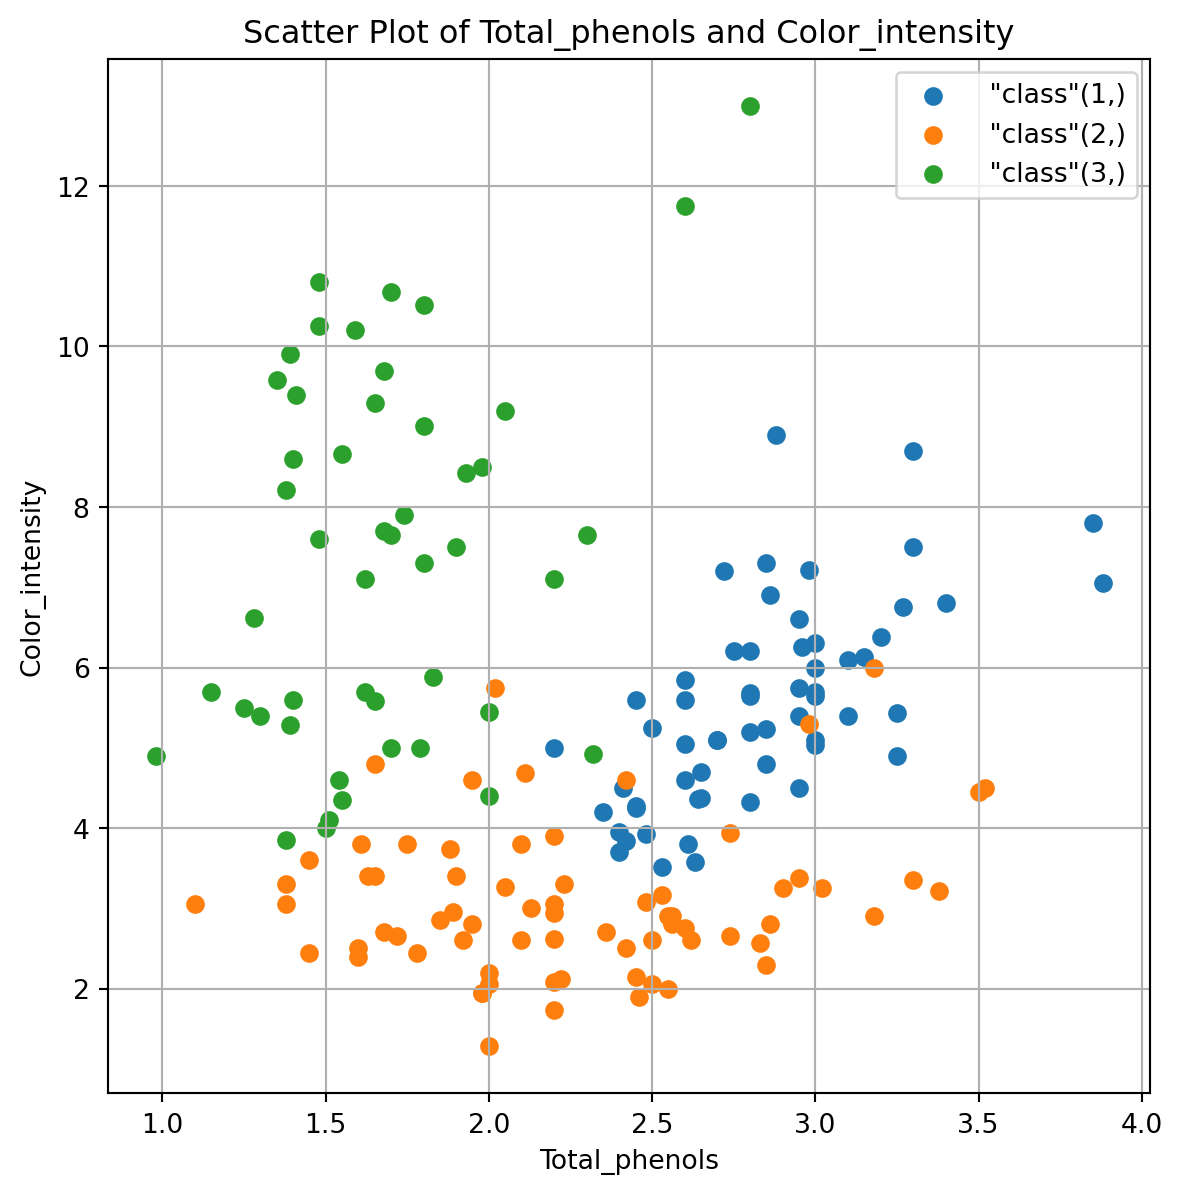 Scatter Plot of Total_phenols and Color_intensity
"class"(1,)
"class"(2,)
"class"(3,)
12
10
8
6
4
2
Color_intensity
1.0 1.5 2.0 2.5 3.0 3.5 4.0
Total_phenols